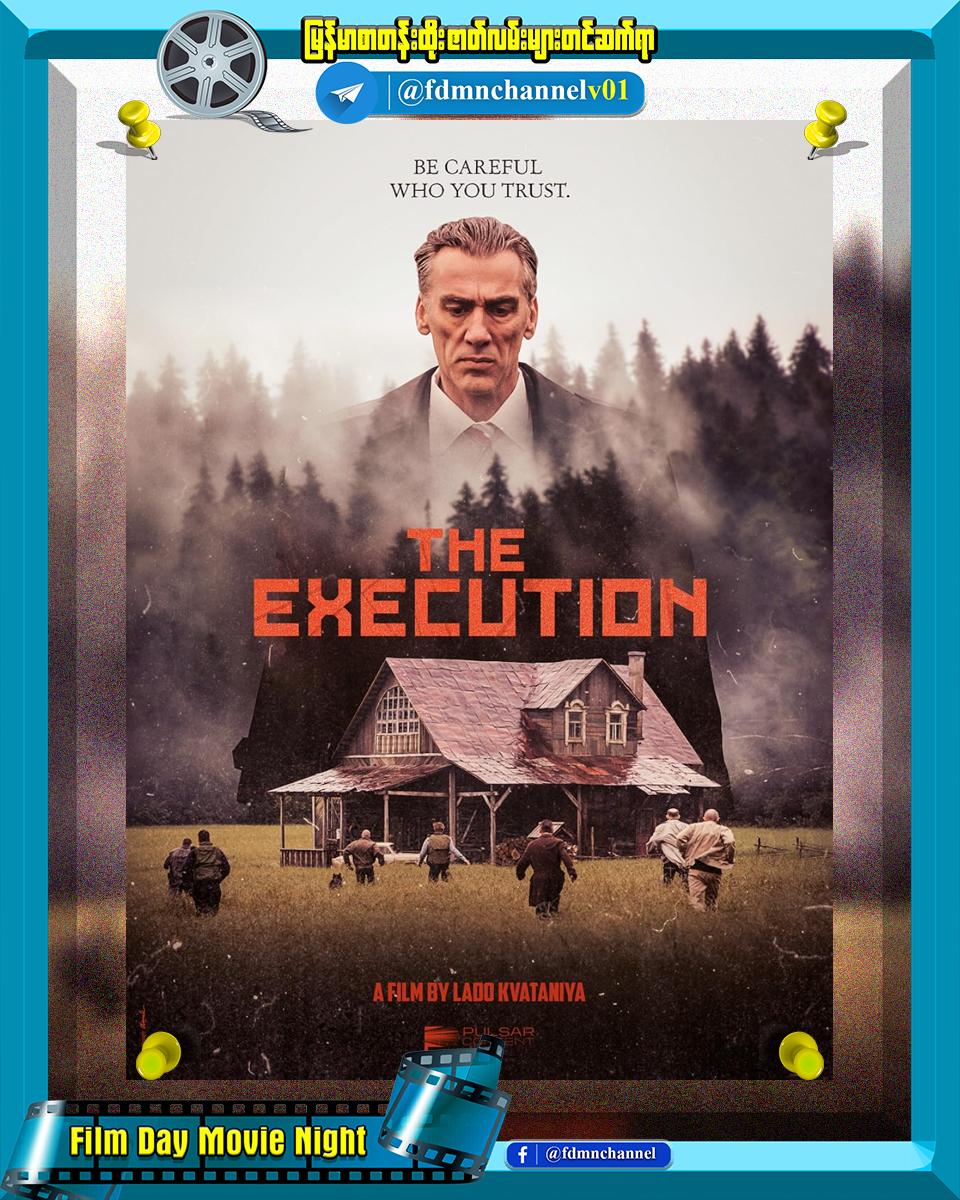 မြန်မာစာတန်းထိုးဇာတ်လမ်းများတင်ဆက်ရာ
@fdmnchannelv01
BE CAREFUL
WHO YOU TRUST.
THE
EXECUTION
A FILM BY LADO KVATANIYA
PULSAR
CONTENT
Film Day Movie Night
@fdmnchannel